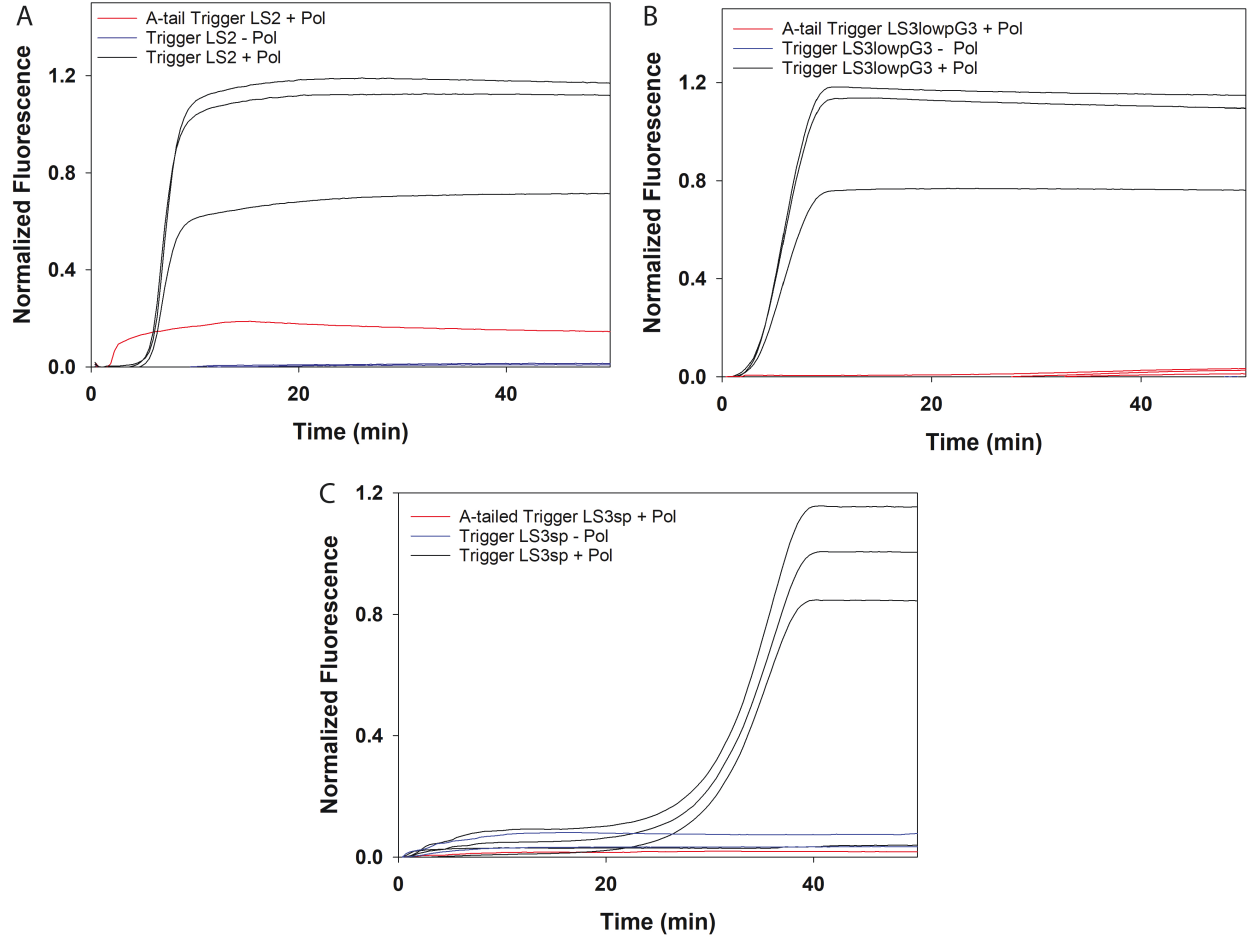 A
A-tail Trigger LS2 + Pol
Trigger LS2 - Pol
Trigger LS2 + Pol
Normalized Fluorescence
1.2
0.8
0.4
0.0
0
20
40
Time (min)
B
A-tail Trigger LS3lowpG3 + Pol
Trigger LS3lowpG3 - Pol
Trigger LS3lowpG3 + Pol
Normalized Fluorescence
1.2
0.8
0.4
0.0
0
20
40
Time (min)
C
A-tailed Trigger LS3sp + Pol
Trigger LS3sp - Pol
Trigger LS3sp + Pol
Normalized Fluorescence
1.2
0.8
0.4
0.0
0
20
40
Time (min)